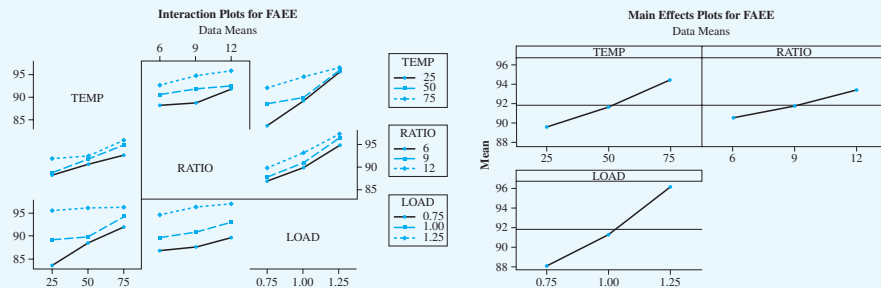 Interaction Plots for FAEE
Data Means
6 9 12
95
90
85
TEMP
TEMP
25
50
75
RATIO
95
90
85
RATIO
6
9
12
95
90
85
LOAD
LOAD
0.75
1.00
1.25
25 50 75
0.75 1.00 1.25
Main Effects Plots for FAEE
Data Means
TEMP RATIO
Mean
96
94
92
90
88
25 50 75 6 9 12
LOAD
96
94
92
90
88
0.75 1.00 1.25